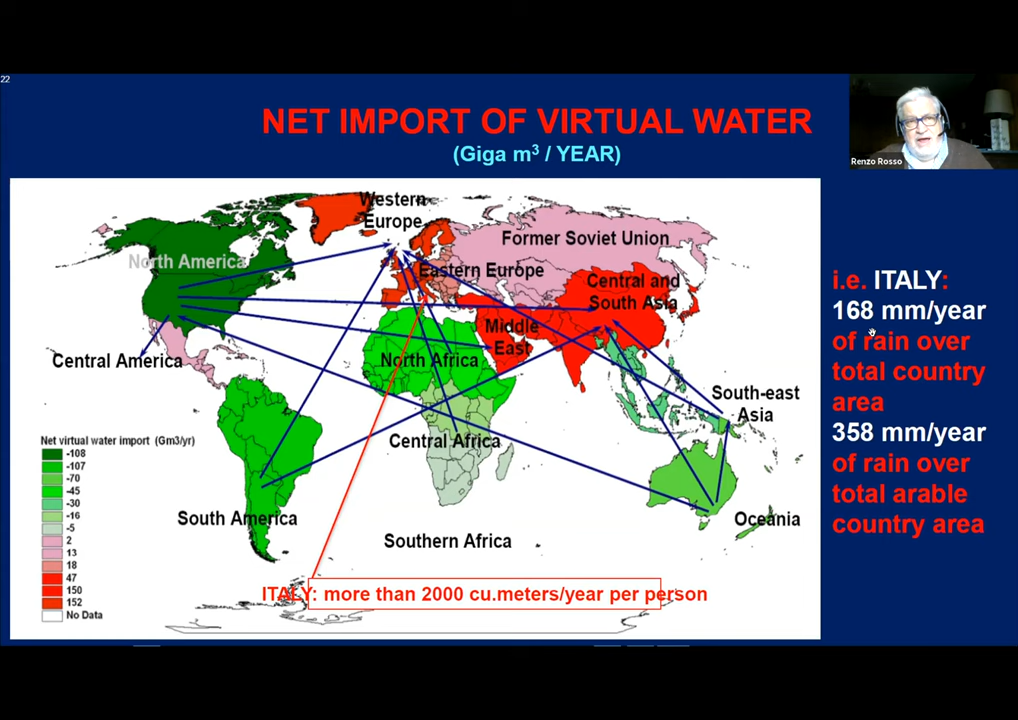 22
NET IMPORT OF VIRTUAL WATER
(Giga m³ / YEAR)
Renzo Rosso
Western
Europe
North America
Former Soviet Union
Eastern Europe
Central and
South Asia
Middle
East
Central America
North Africa
South-east
Asia
Central Africa
South America
Oceania
Southern Africa
Net virtual water import (Gm3/yr)
-108
-107
-70
-45
-30
-16
-5
2
13
18
47
150
152
No Data
ITALY: more than 2000 cu.meters/year per person
i.e. ITALY:
168 mm/year
of rain over
total country
area
358 mm/year
of rain over
total arable
country area